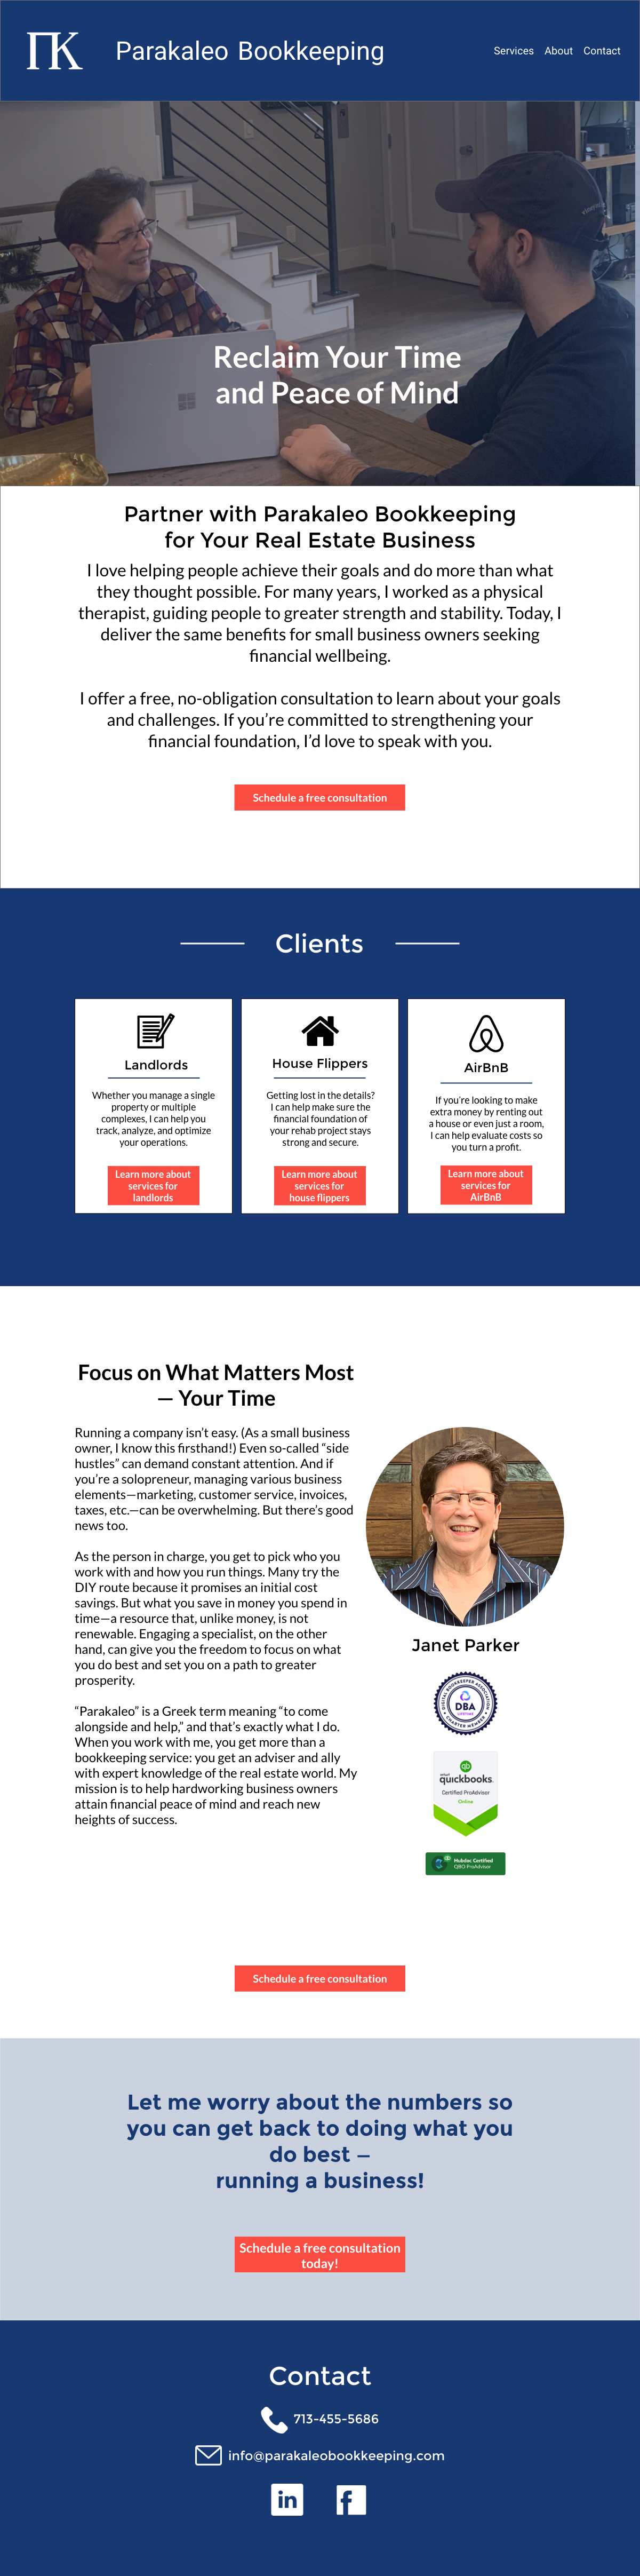 ΠΚ
Parakaleo Bookkeeping
Services About Contact
Reclaim Your Time
and Peace of Mind
Partner with Parakaleo Bookkeeping
for Your Real Estate Business
I love helping people achieve their goals and do more than what
they thought possible. For many years, I worked as a physical
therapist, guiding people to greater strength and stability. Today, I
deliver the same benefits for small business owners seeking
financial wellbeing.
I offer a free, no-obligation consultation to learn about your goals
and challenges. If you’re committed to strengthening your
financial foundation, I’d love to speak with you.
Schedule a free consultation
Clients
Landlords
Whether you manage a single
property or multiple
complexes, I can help you
track, analyze, and optimize
your operations.
Learn more about
services for
landlords
House Flippers
Getting lost in the details?
I can help make sure the
financial foundation of
your rehab project stays
strong and secure.
Learn more about
services for
house flippers
AirBnB
If you’re looking to make
extra money by renting out
a house or even just a room,
I can help evaluate costs so
you turn a profit.
Learn more about
services for
AirBnB
Focus on What Matters Most
— Your Time
Running a company isn’t easy. (As a small business
owner, I know this firsthand!) Even so-called “side
hustles” can demand constant attention. And if
you’re a solopreneur, managing various business
elements—marketing, customer service, invoices,
taxes, etc.—can be overwhelming. But there’s good
news too.
As the person in charge, you get to pick who you
work with and how you run things. Many try the
DIY route because it promises an initial cost
savings. But what you save in money you spend in
time—a resource that, unlike money, is not
renewable. Engaging a specialist, on the other
hand, can give you the freedom to focus on what
you do best and set you on a path to greater
prosperity.
“Parakaleo” is a Greek term meaning “to come
alongside and help,” and that’s exactly what I do.
When you work with me, you get more than a
bookkeeping service: you get an adviser and ally
with expert knowledge of the real estate world. My
mission is to help hardworking business owners
attain financial peace of mind and reach new
heights of success.
Janet Parker
DIGITAL BOOKKEEPER ASSOCIATION
DBA
LIFETIME
CHARTER MEMBER
qb
intuit
quickbooks.
Certified ProAdvisor
Online
Hubdoc Certified
QBO ProAdvisor
Schedule a free consultation
Let me worry about the numbers so
you can get back to doing what you
do best —
running a business!
Schedule a free consultation
today!
Contact
713-455-5686
info@parakaleobookkeeping.com
in
f